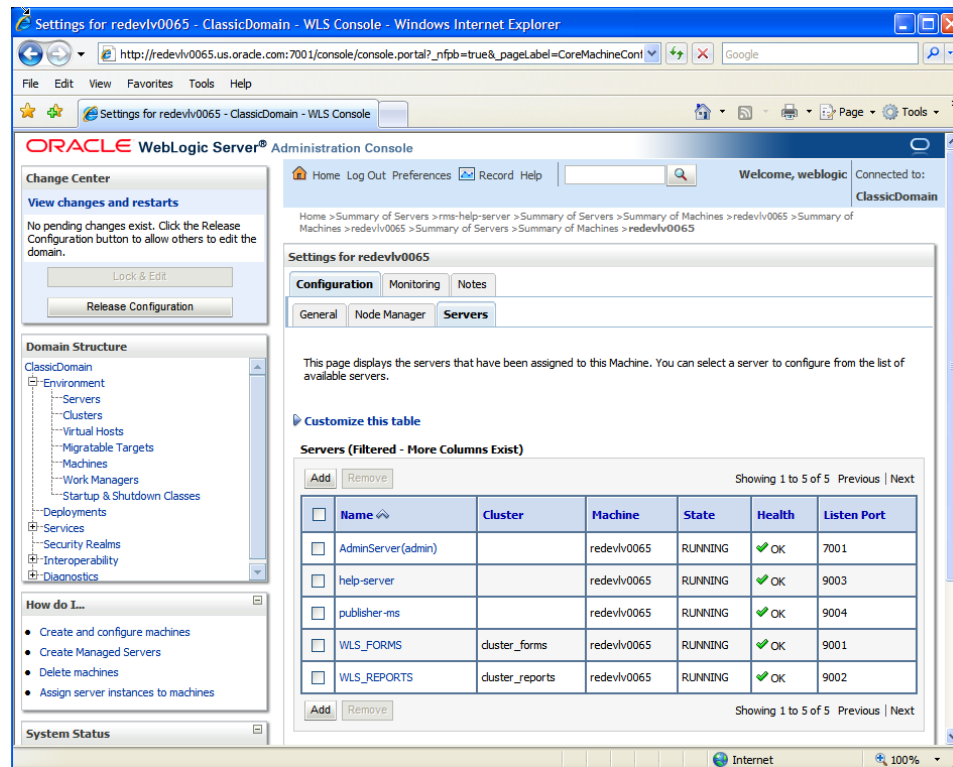 Settings for redevlv0065 - ClassicDomain - WLS Console - Windows Internet Explorer
http://redevlv0065.us.oracle.com:7001/console/console.portal?_nfpb=true&_pageLabel=CoreMachineConf
Google
File Edit View Favorites Tools Help
Settings for redevlv0065 - ClassicDomain - WLS Console
Page Tools
ORACLE WebLogic Server® Administration Console
Change Center
View changes and restarts
No pending changes exist. Click the Release
Configuration button to allow others to edit the
domain.
Lock & Edit
Release Configuration
Domain Structure
ClassicDomain
Environment
Servers
Clusters
Virtual Hosts
Migratable Targets
Machines
Work Managers
Startup & Shutdown Classes
Deployments
Services
Security Realms
Interoperability
Diagnostics
How do I...
Create and configure machines
Create Managed Servers
Delete machines
Assign server instances to machines
System Status
Home Log Out Preferences Record Help
Welcome, weblogic
Connected to:
ClassicDomain
Home >Summary of Servers >rms-help-server >Summary of Servers >Summary of Machines >redevlv0065 >Summary of
Machines >redevlv0065 >Summary of Servers >Summary of Machines >redevlv0065
Settings for redevlv0065
Configuration Monitoring Notes
General Node Manager Servers
This page displays the servers that have been assigned to this Machine. You can select a server to configure from the list of
available servers.
Customize this table
Servers (Filtered - More Columns Exist)
Add Remove Showing 1 to 5 of 5 Previous | Next
Name Cluster Machine State Health Listen Port
AdminServer(admin) redevlv0065 RUNNING OK 7001
help-server redevlv0065 RUNNING OK 9003
publisher-ms redevlv0065 RUNNING OK 9004
WLS_FORMS cluster_forms redevlv0065 RUNNING OK 9001
WLS_REPORTS cluster_reports redevlv0065 RUNNING OK 9002
Add Remove Showing 1 to 5 of 5 Previous | Next
Internet 100%